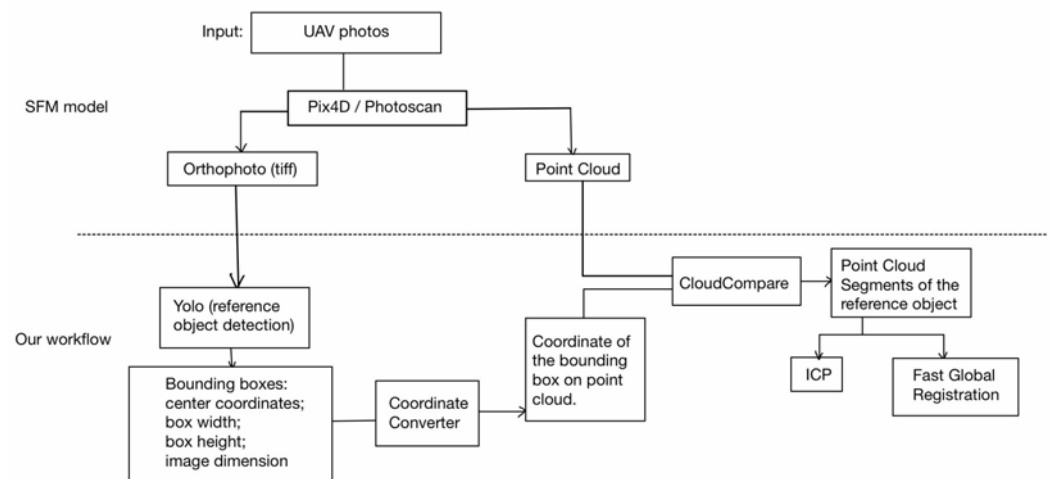 Input:
UAV photos
SFM model
Pix4D / Photoscan
Orthophoto (tiff)
Point Cloud
Our workflow
Yolo (reference
object detection)
Bounding boxes:
center coordinates;
box width;
box height;
image dimension
Coordinate
Converter
Coordinate of
the bounding
box on point
cloud.
CloudCompare
Point Cloud
Segments of the
reference object
ICP
Fast Global
Registration